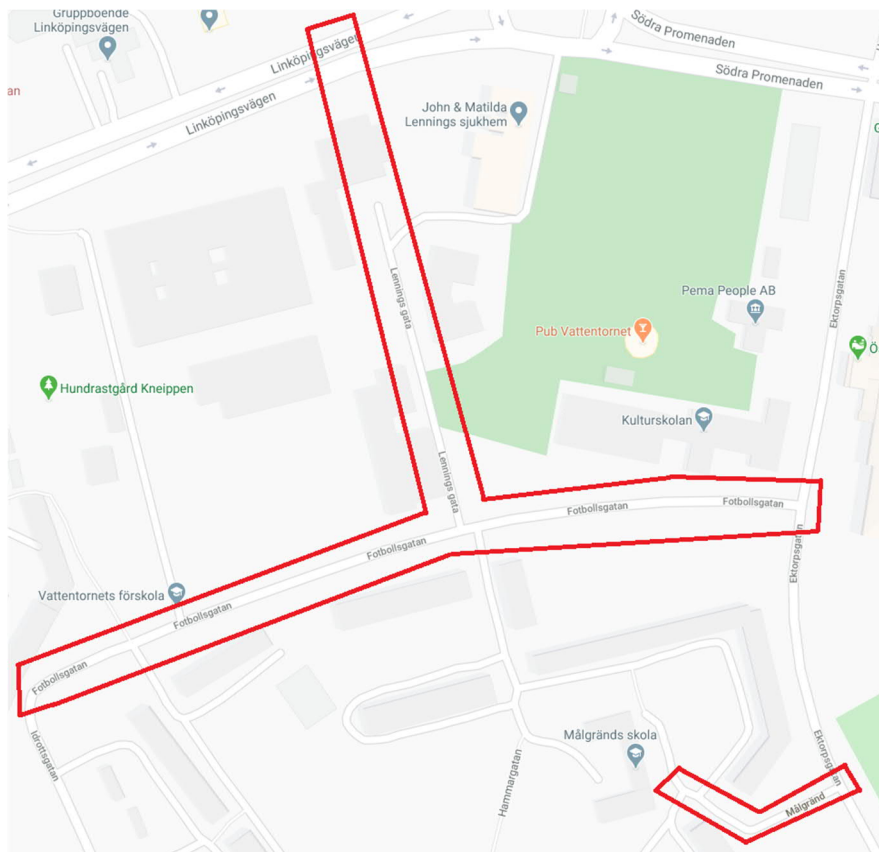 Gruppboende
Linköpingsvägen
Södra Promenaden
Linköpingsvägen
Södra Promenaden
an
John & Matilda
Lennings sjukhem
Linköpingsvägen
G
Lennings gata
Ektorpsgatan
Pema People AB
Pub Vattentornet
Ö
Hundrastgård Kneippen
Kulturskolan
Lennings gata
Fotbollsgatan
Fotbollsgatan
Fotbollsgatan
Ektorpsgatan
Vattentornets förskola
Fotbollsgatan
Fotbollsgatan
Idrottsgatan
Målgränds skola
Ektorpsgatan
Hammargatan
Målgränd